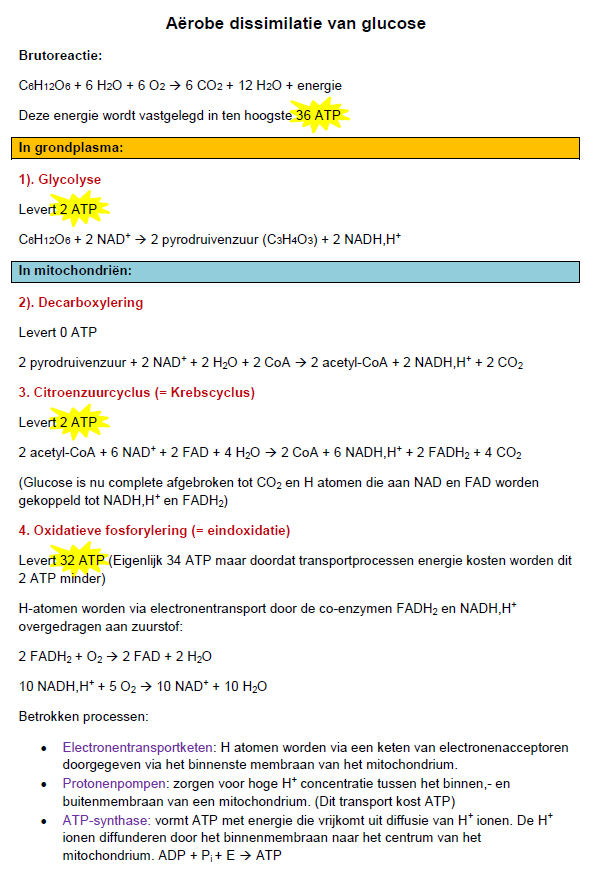 Aërobe dissimilatie van glucose
Brutoreactie:
C6H12O6 + 6 H2O + 6 O2 → 6 CO2 + 12 H2O + energie
Deze energie wordt vastgelegd in ten hoogste 36 ATP
In grondplasma:
1). Glycolyse
Levert 2 ATP
C6H12O6 + 2 NAD⁺ → 2 pyrodruivenzuur (C3H4O3) + 2 NADH,H⁺
In mitochondriën:
2). Decarboxylering
Levert 0 ATP
2 pyrodruivenzuur + 2 NAD⁺ + 2 H₂O + 2 CoA → 2 acetyl-CoA + 2 NADH,H⁺ + 2 CO₂
3. Citroenzuurcyclus (= Krebscyclus)
Levert 2 ATP
2 acetyl-CoA + 6 NAD⁺ + 2 FAD + 4 H₂O → 2 CoA + 6 NADH,H⁺ + 2 FADH₂ + 4 CO₂
(Glucose is nu complete afgebroken tot CO₂ en H atomen die aan NAD en FAD worden
gekoppeld tot NADH,H⁺ en FADH₂)
4. Oxidatieve fosforylering (= eindoxidatie)
Levert 32 ATP (Eigenlijk 34 ATP maar doordat transportprocessen energie kosten worden dit
2 ATP minder)
H-atomen worden via electronentransport door de co-enzymen FADH₂ en NADH,H⁺
overgedragen aan zuurstof:
2 FADH₂ + O₂ → 2 FAD + 2 H₂O
10 NADH,H⁺ + 5 O₂ → 10 NAD⁺ + 10 H₂O
Betrokken processen:
• Electronentransportketen: H atomen worden via een keten van electronenacceptoren
doorgegeven via het binnenste membraan van het mitochondrium.
• Protonenpompen: zorgen voor hoge H⁺ concentratie tussen het binnen,- en
buitenmembraan van een mitochondrium. (Dit transport kost ATP)
• ATP-synthase: vormt ATP met energie die vrijkomt uit diffusie van H⁺ ionen. De H⁺
ionen diffunderen door het binnenmembraan naar het centrum van het
mitochondrium. ADP + Pᵢ + E → ATP